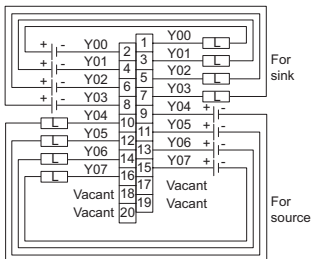 Y00 1 Y00 L
+ - 2
Y01 3 Y01 L
+ - 4
Y02 5 Y02 L
+ - 6
Y03 7 Y03 L
+ - 8
For sink
L Y04 9 Y04 + -
10
L Y05 11 Y05 + -
12
L Y06 13 Y06 + -
14
L Y07 15 Y07 + -
16
17 Vacant
Vacant 18
19 Vacant
Vacant 20
For source